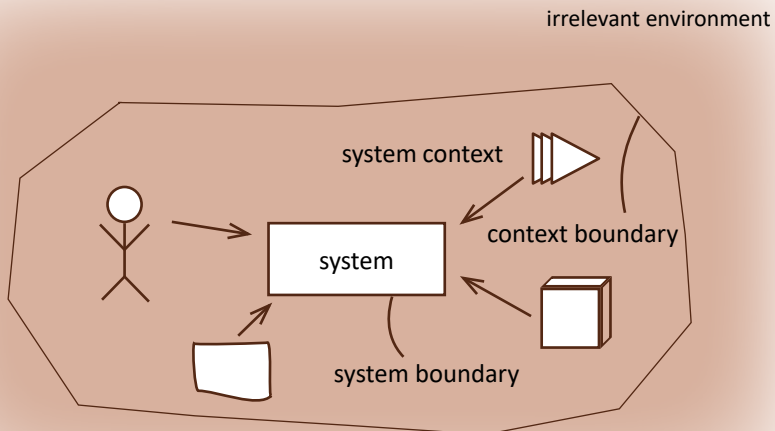 irrelevant environment
system context
context boundary
system
system boundary